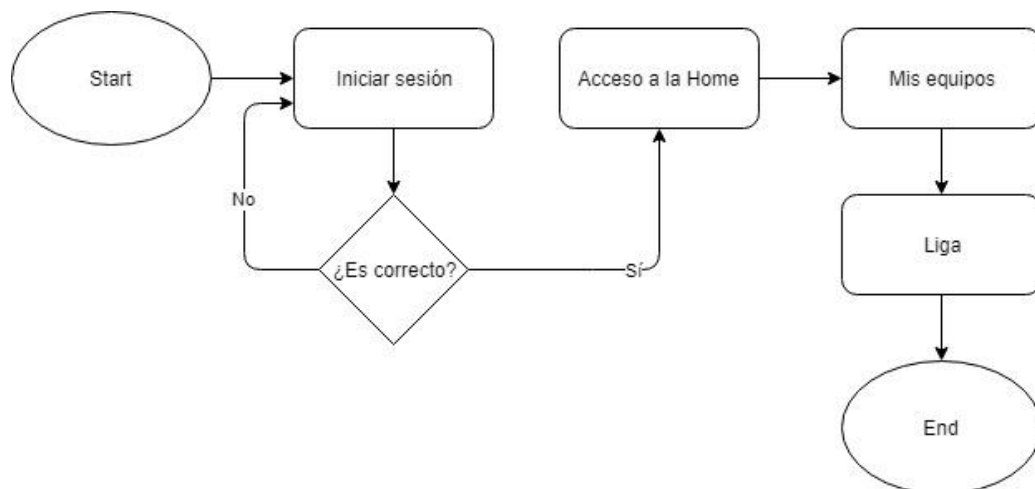 Start
Iniciar sesión
Acceso a la Home
Mis equipos
No
Liga
¿Es correcto?
Sí
End